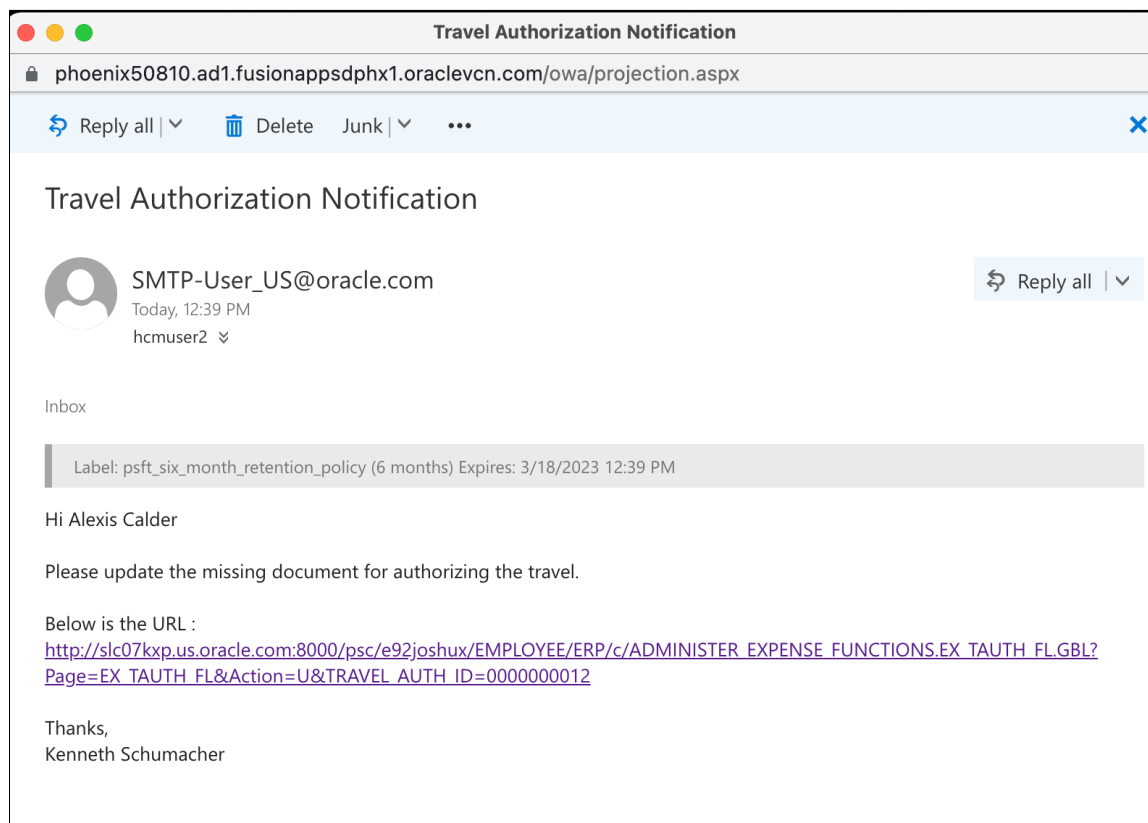 Travel Authorization Notification
phoenix50810.ad1.fusionappsdphx1.oraclevcn.com/owa/projection.aspx
Reply all | Delete Junk | •••
Travel Authorization Notification
SMTP-User_US@oracle.com
Reply all |
Today, 12:39 PM
hcmuser2
Inbox
Label: psft_six_month_retention_policy (6 months) Expires: 3/18/2023 12:39 PM
Hi Alexis Calder
Please update the missing document for authorizing the travel.
Below is the URL :
http://slc07kxp.us.oracle.com:8000/psc/e92joshux/EMPLOYEE/ERP/c/ADMINISTER_EXPENSE_FUNCTIONS.EX_TAUTH_FL.GBL?
Page=EX_TAUTH_FL&Action=U&TRAVEL_AUTH_ID=0000000012
Thanks,
Kenneth Schumacher